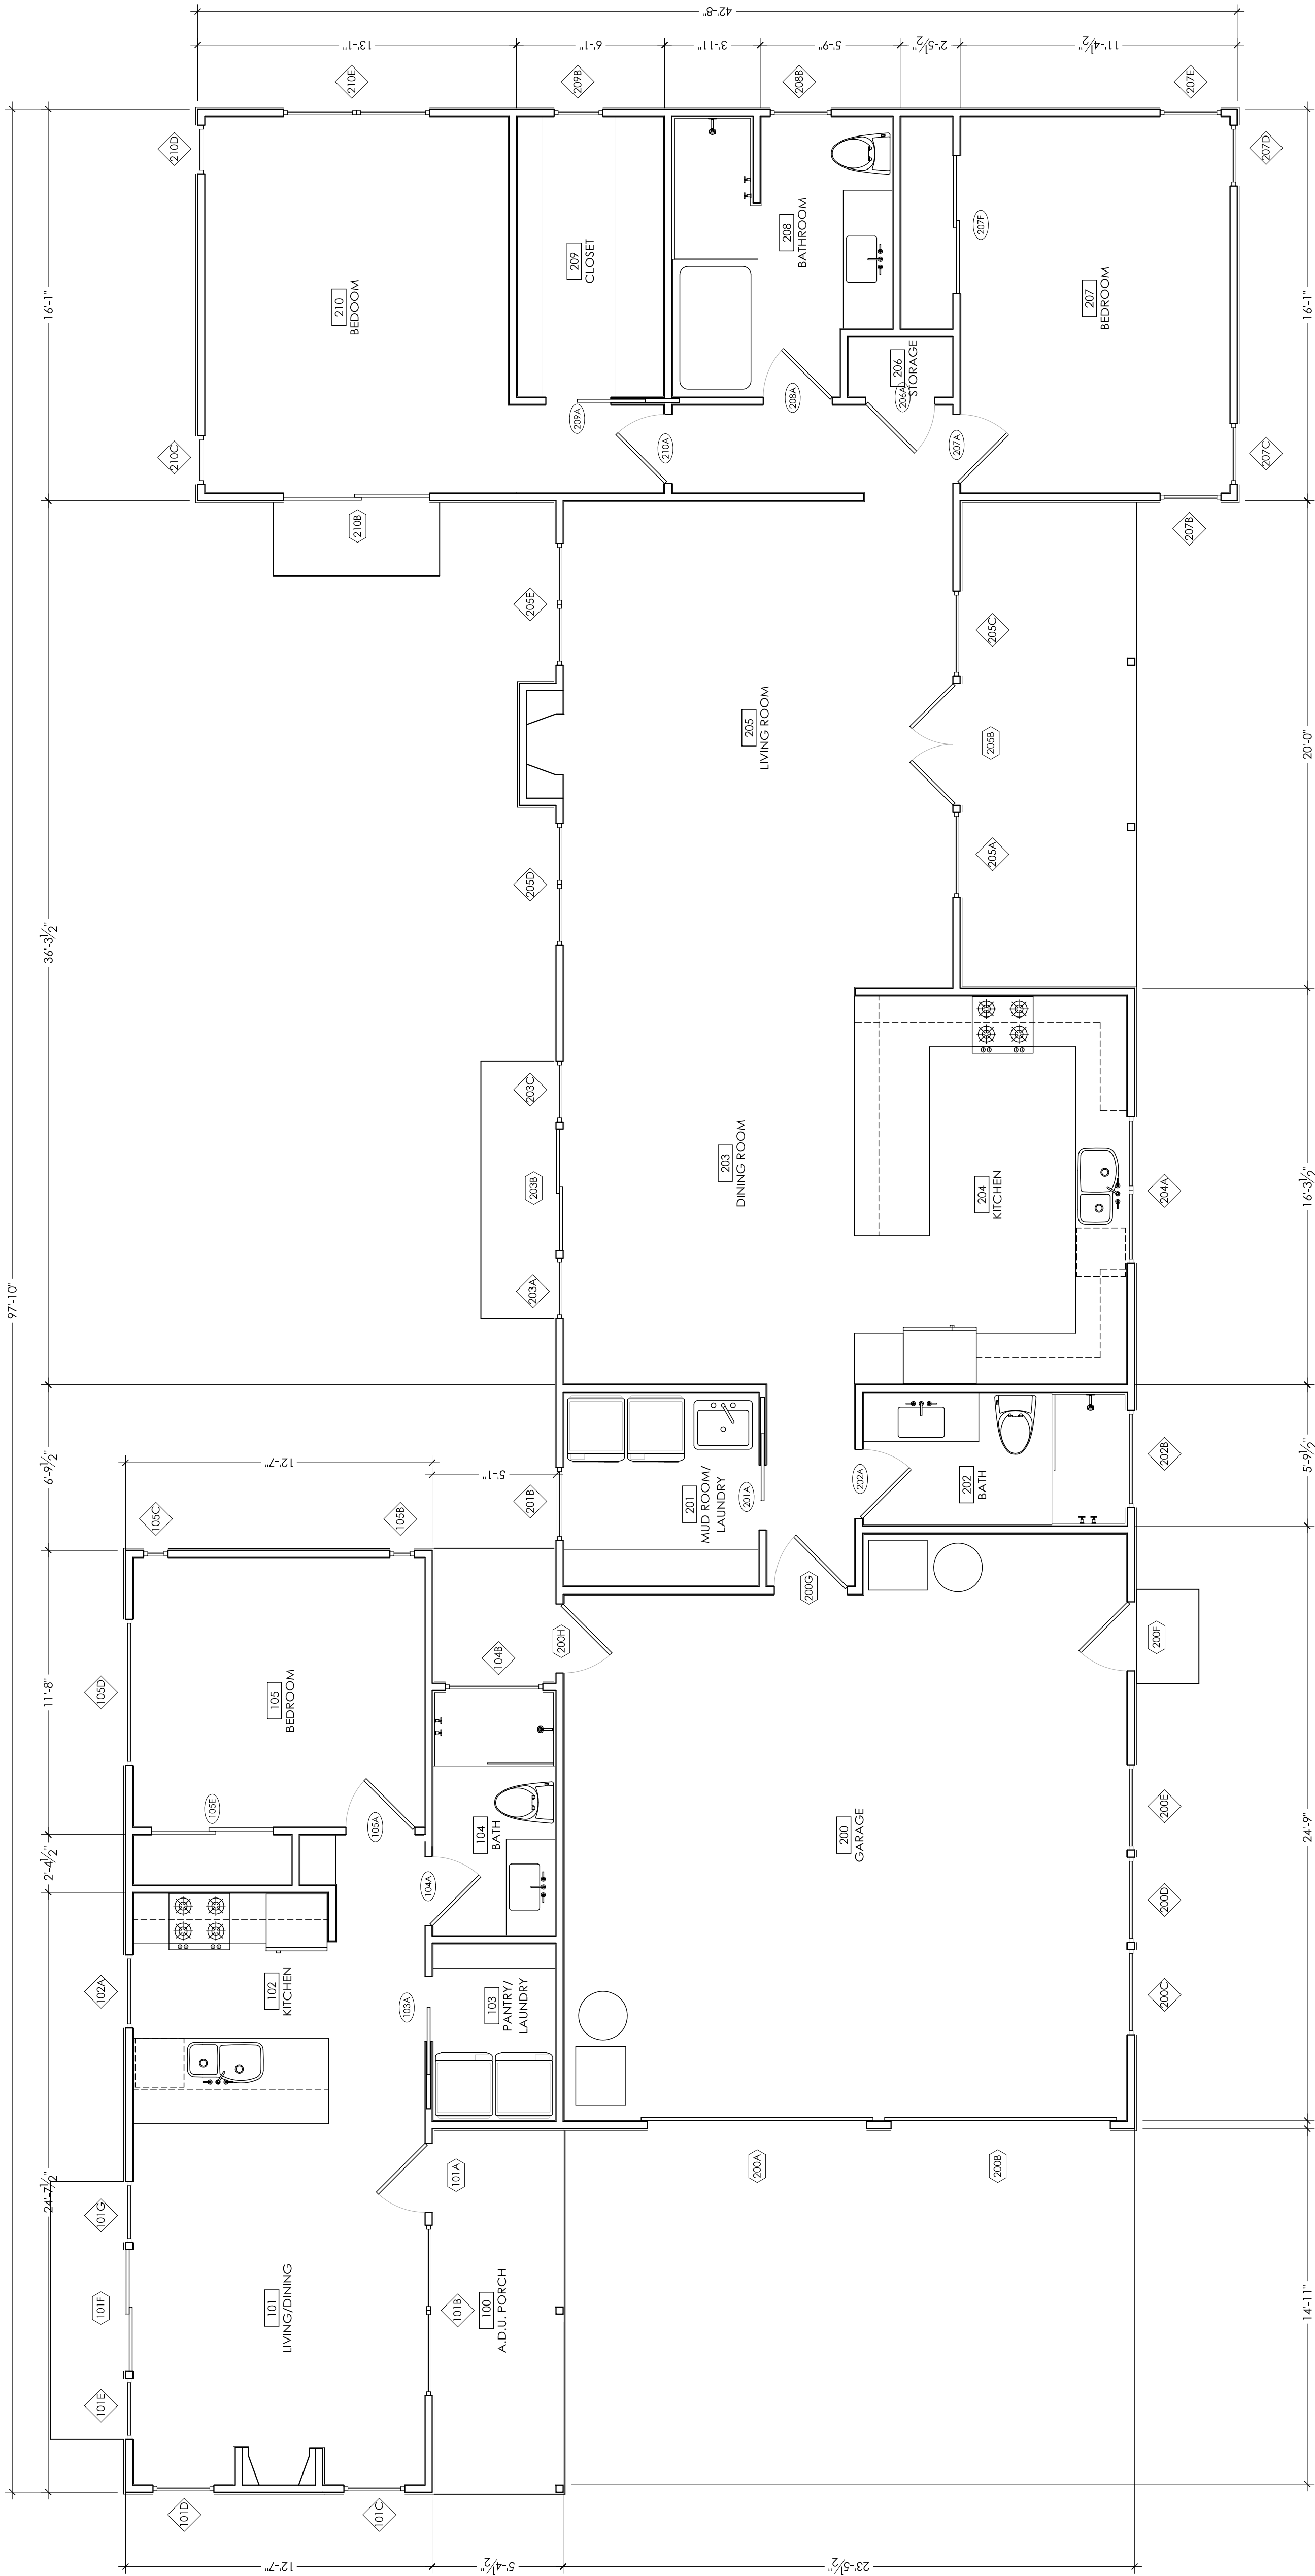 97'-10"
24'-7 1/2"
2'-4 1/2"
11'-8"
6'-9 1/2"
36'-3 1/2"
16'-1"
42'-8"
13'-1"
6'-1"
3'-11"
5'-9"
2'-5 1/2"
11'-4 1/2"
14'-11"
24'-9"
5'-9 1/2"
16'-3 1/2"
20'-0"
16'-1"
12'-7"
5'-4 1/2"
23'-5 1/2"
12'-7"
5'-1"
101D
101C
101E
101F
101G
102A
105D
105C
105B
105E
105A
104A
104B
103A
101A
101B
101
LIVING/DINING
100
A.D.U. PORCH
102
KITCHEN
103
PANTRY/
LAUNDRY
104
BATH
105
BEDROOM
200A
200B
200C
200D
200E
200F
200G
200H
200
GARAGE
201B
201A
201
MUD ROOM/
LAUNDRY
202A
202B
202
BATH
203A
203B
203C
203
DINING ROOM
204
KITCHEN
204A
205D
205E
205
LIVING ROOM
205A
205B
205C
210B
210C
210D
210E
210
BEDOOM
210A
209A
209B
209
CLOSET
208A
208B
208
BATHROOM
206
STORAGE
206A
207A
207F
207
BEDROOM
207B
207C
207D
207E